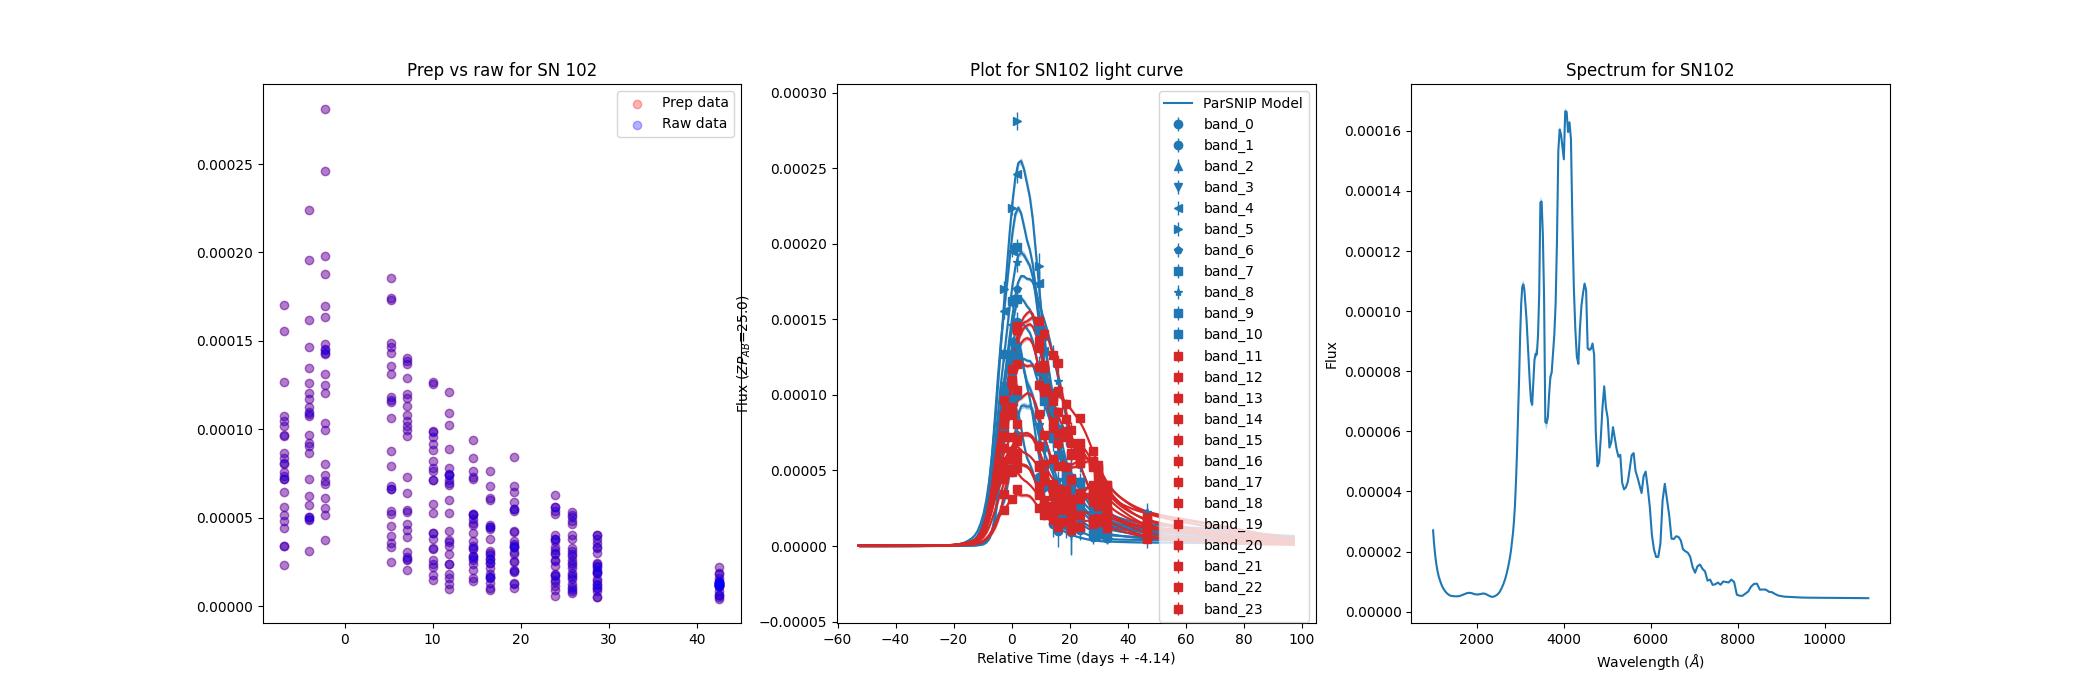 Prep vs raw for SN 102
Prep data
Raw data
0.00025
0.00020
0.00015
0.00010
0.00005
0.00000
0
10
20
30
40
Plot for SN102 light curve
Flux (ZP_AB=25.0)
0.00030
0.00025
0.00020
0.00015
0.00010
0.00005
0.00000
−0.00005
ParSNIP Model
band_0
band_1
band_2
band_3
band_4
band_5
band_6
band_7
band_8
band_9
band_10
band_11
band_12
band_13
band_14
band_15
band_16
band_17
band_18
band_19
band_20
band_21
band_22
band_23
−60
−40
−20
0
20
40
60
80
100
Relative Time (days + -4.14)
Spectrum for SN102
Flux
0.00016
0.00014
0.00012
0.00010
0.00008
0.00006
0.00004
0.00002
0.00000
2000
4000
6000
8000
10000
Wavelength (Å)